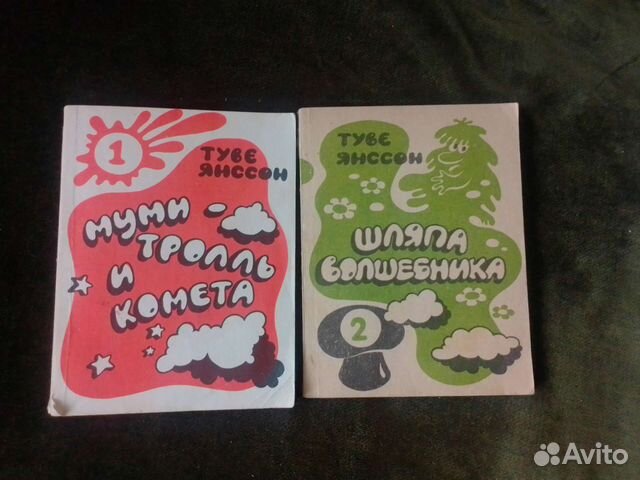 1
ТУВЕ
ЯНССОН
МУМИ
ТРОЛЛЬ
И
КОМЕТА
ТУВЕ
ЯНССОН
ШЛЯПА
ВОЛШЕБНИКА
2
Avito